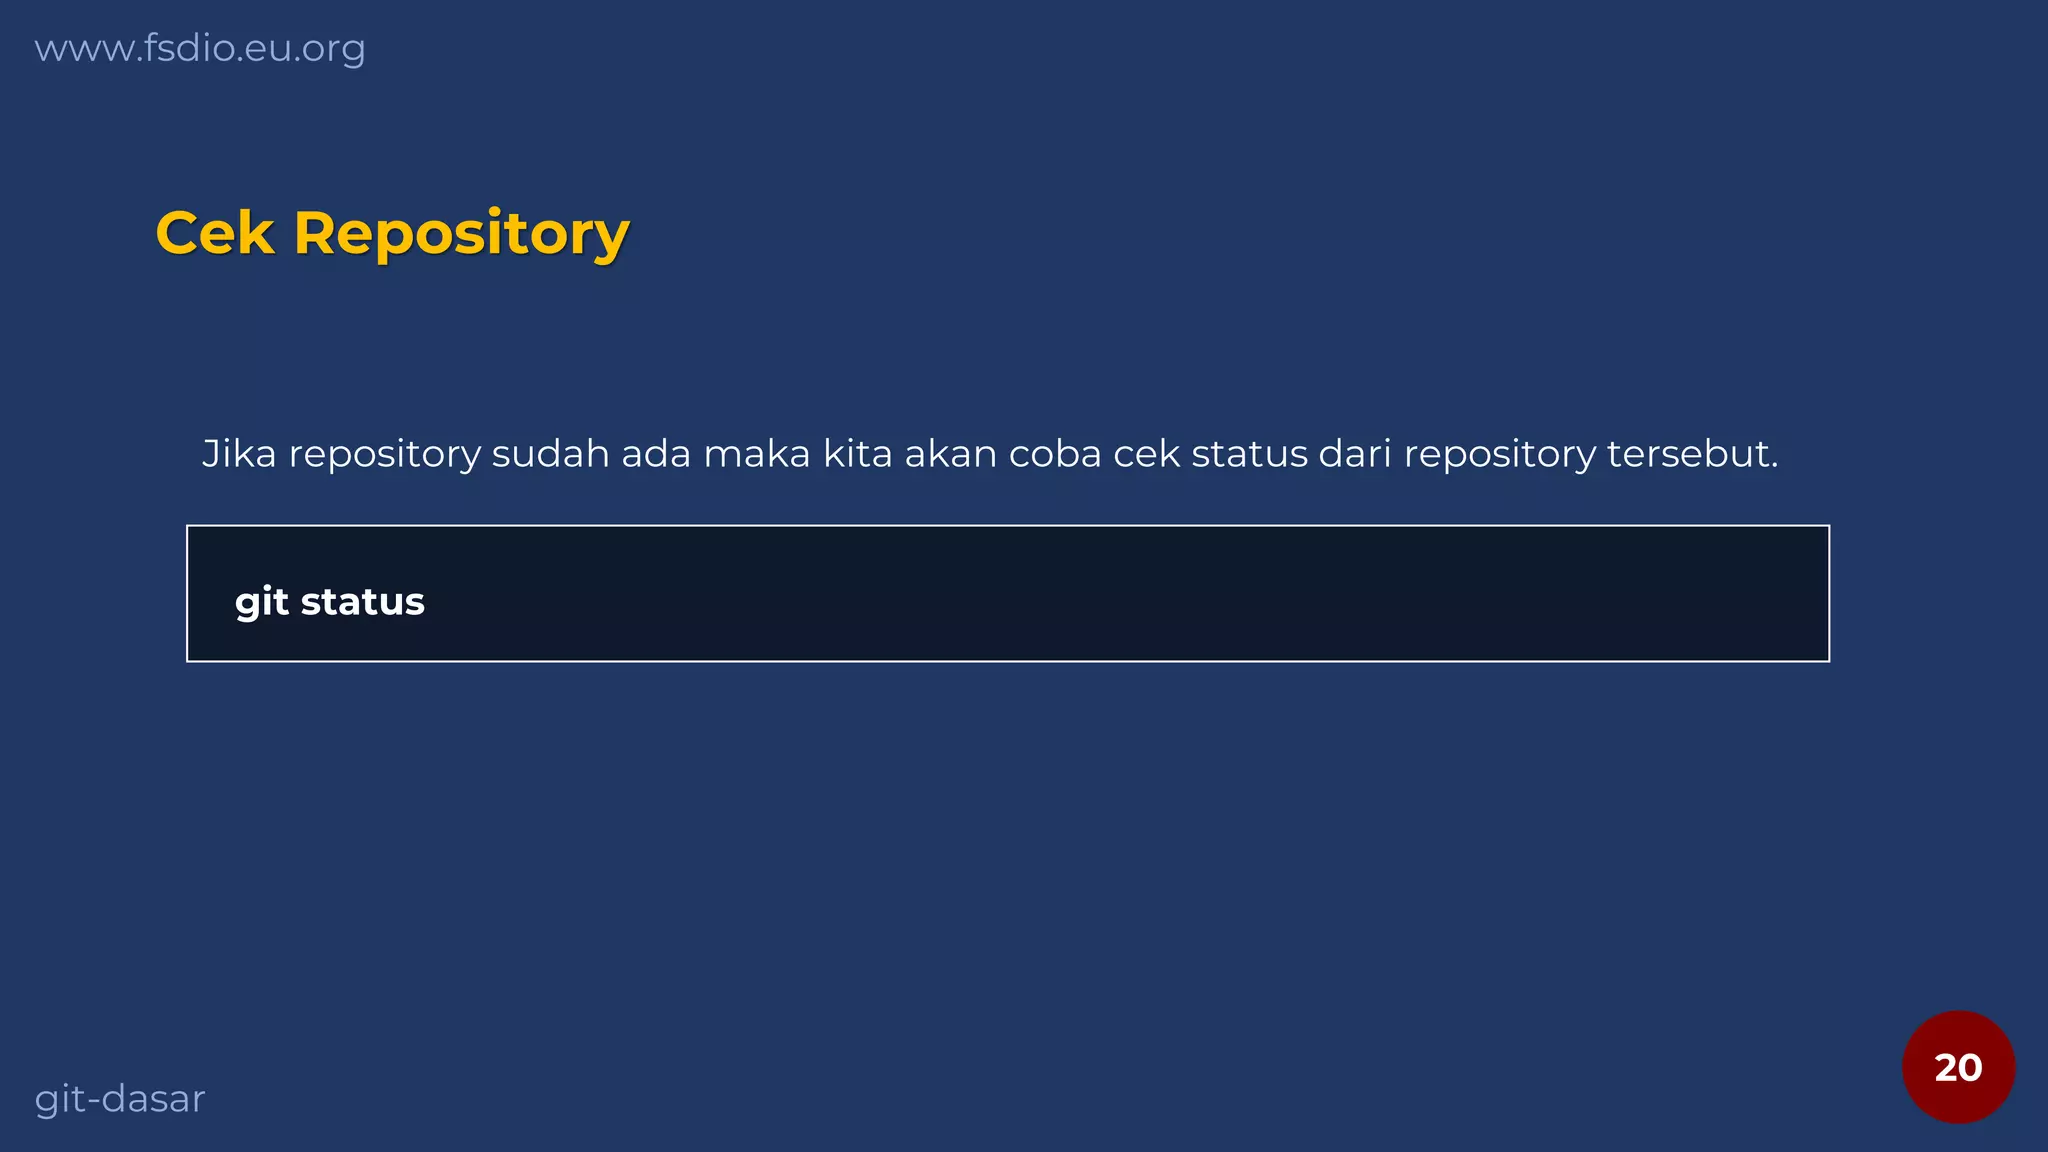 www.fsdio.eu.org
Cek Repository
Jika repository sudah ada maka kita akan coba cek status dari repository tersebut.
git status
20
git-dasar